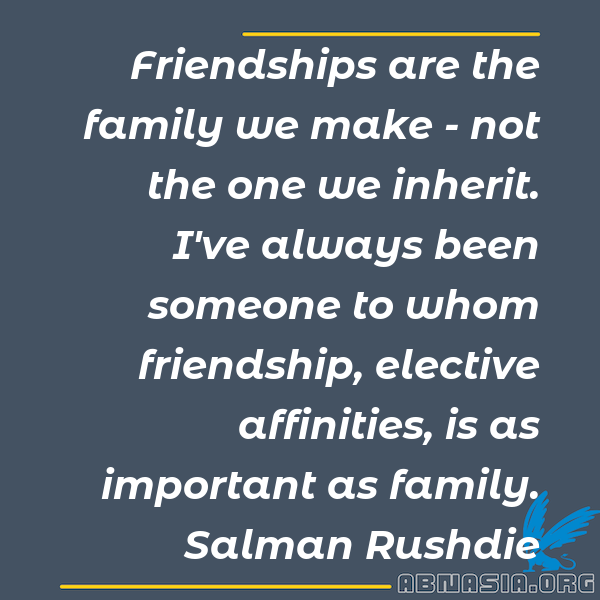 Friendships are the
family we make - not
the one we inherit.
I've always been
someone to whom
friendship, elective
affinities, is as
important as family.
Salman Rushdie
ABNASIA.ORG